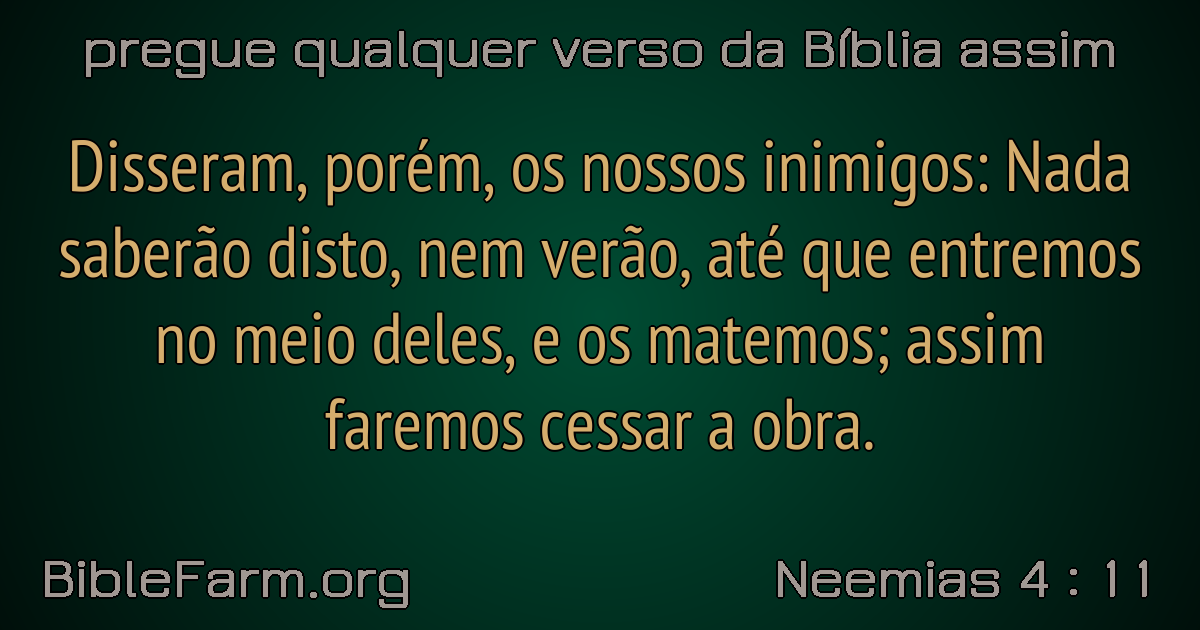 pregue qualquer verso da Bíblia assim
Disseram, porém, os nossos inimigos: Nada
saberão disto, nem verão, até que entremos
no meio deles, e os matemos; assim
faremos cessar a obra.
BibleFarm.org
Neemias 4 : 11